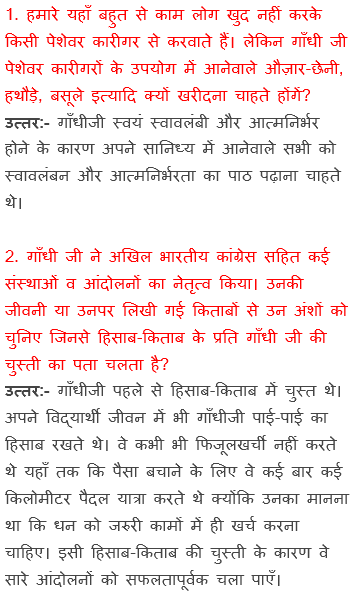 1. हमारे यहाँ बहुत से काम लोग खुद नहीं करके
किसी पेशेवर कारीगर से करवाते हैं। लेकिन गाँधी जी
पेशेवर कारीगरों के उपयोग में आनेवाले औज़ार-छेनी,
हथौड़े, बसूले इत्यादि क्यों खरीदना चाहते होंगें?
उत्तर:- गाँधीजी स्वयं स्वावलंबी और आत्मनिर्भर
होने के कारण अपने सानिध्य में आनेवाले सभी को
स्वावलंबन और आत्मनिर्भरता का पाठ पढ़ाना चाहते
थे।
2. गाँधी जी ने अखिल भारतीय कांग्रेस सहित कई
संस्थाओं व आंदोलनों का नेतृत्व किया। उनकी
जीवनी या उनपर लिखी गई किताबों से उन अंशों को
चुनिए जिनसे हिसाब-किताब के प्रति गाँधी जी की
चुस्ती का पता चलता है?
उत्तर:- गाँधीजी पहले से हिसाब-किताब में चुस्त थे।
अपने विद्यार्थी जीवन में भी गाँधीजी पाई-पाई का
हिसाब रखते थे। वे कभी भी फिजूलखर्ची नहीं करते
थे यहाँ तक कि पैसा बचाने के लिए वे कई बार कई
किलोमीटर पैदल यात्रा करते थे क्योंकि उनका मानना
था कि धन को जरुरी कामों में ही खर्च करना
चाहिए। इसी हिसाब-किताब की चुस्ती के कारण वे
सारे आंदोलनों को सफलतापूर्वक चला पाएँ।